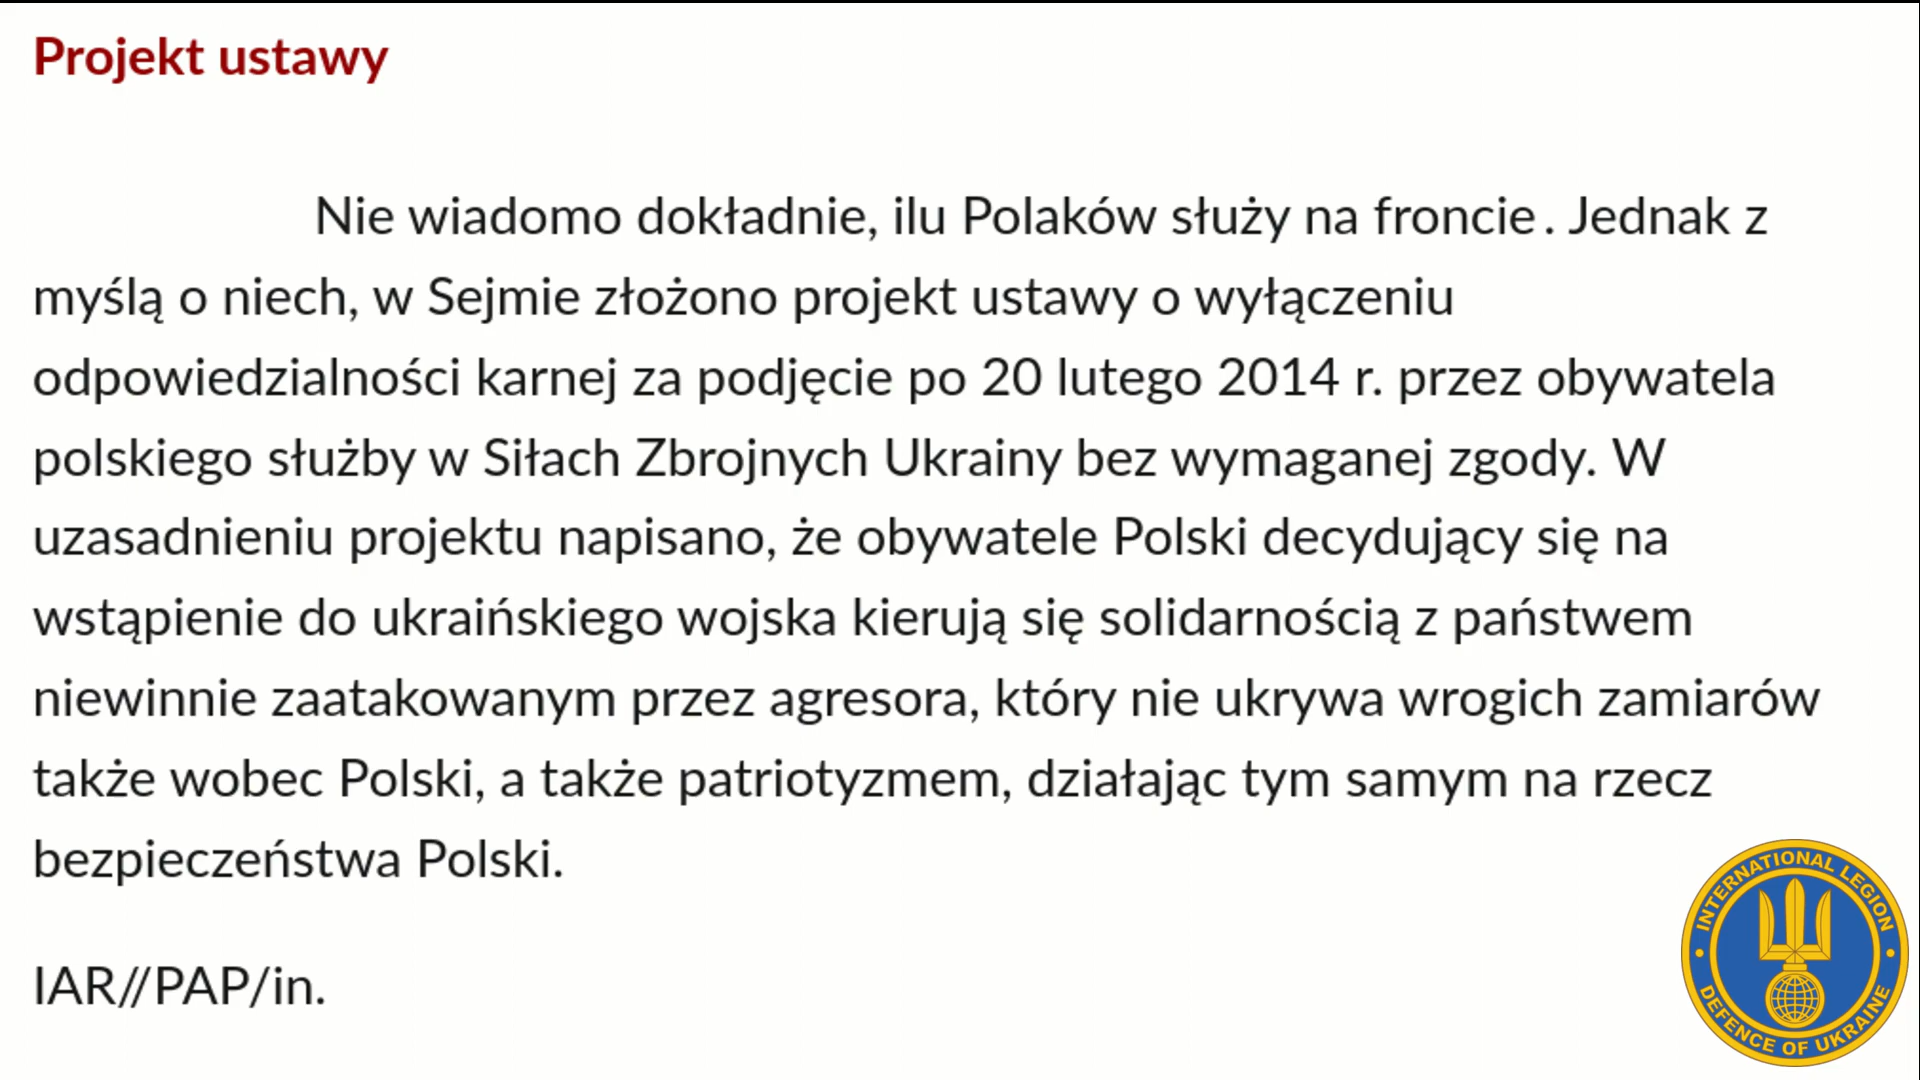 Projekt ustawy
Nie wiadomo dokładnie, ilu Polaków służy na froncie. Jednak z
myślą o niech, w Sejmie złożono projekt ustawy o wyłączeniu
odpowiedzialności karnej za podjęcie po 20 lutego 2014 r. przez obywatela
polskiego służby w Siłach Zbrojnych Ukrainy bez wymaganej zgody. W
uzasadnieniu projektu napisano, że obywatele Polski decydujący się na
wstąpienie do ukraińskiego wojska kierują się solidarnością z państwem
niewinnie zaatakowanym przez agresora, który nie ukrywa wrogich zamiarów
także wobec Polski, a także patriotyzmem, działając tym samym na rzecz
bezpieczeństwa Polski.
IAR//PAP/in.
INTERNATIONAL LEGION
DEFENCE OF UKRAINE